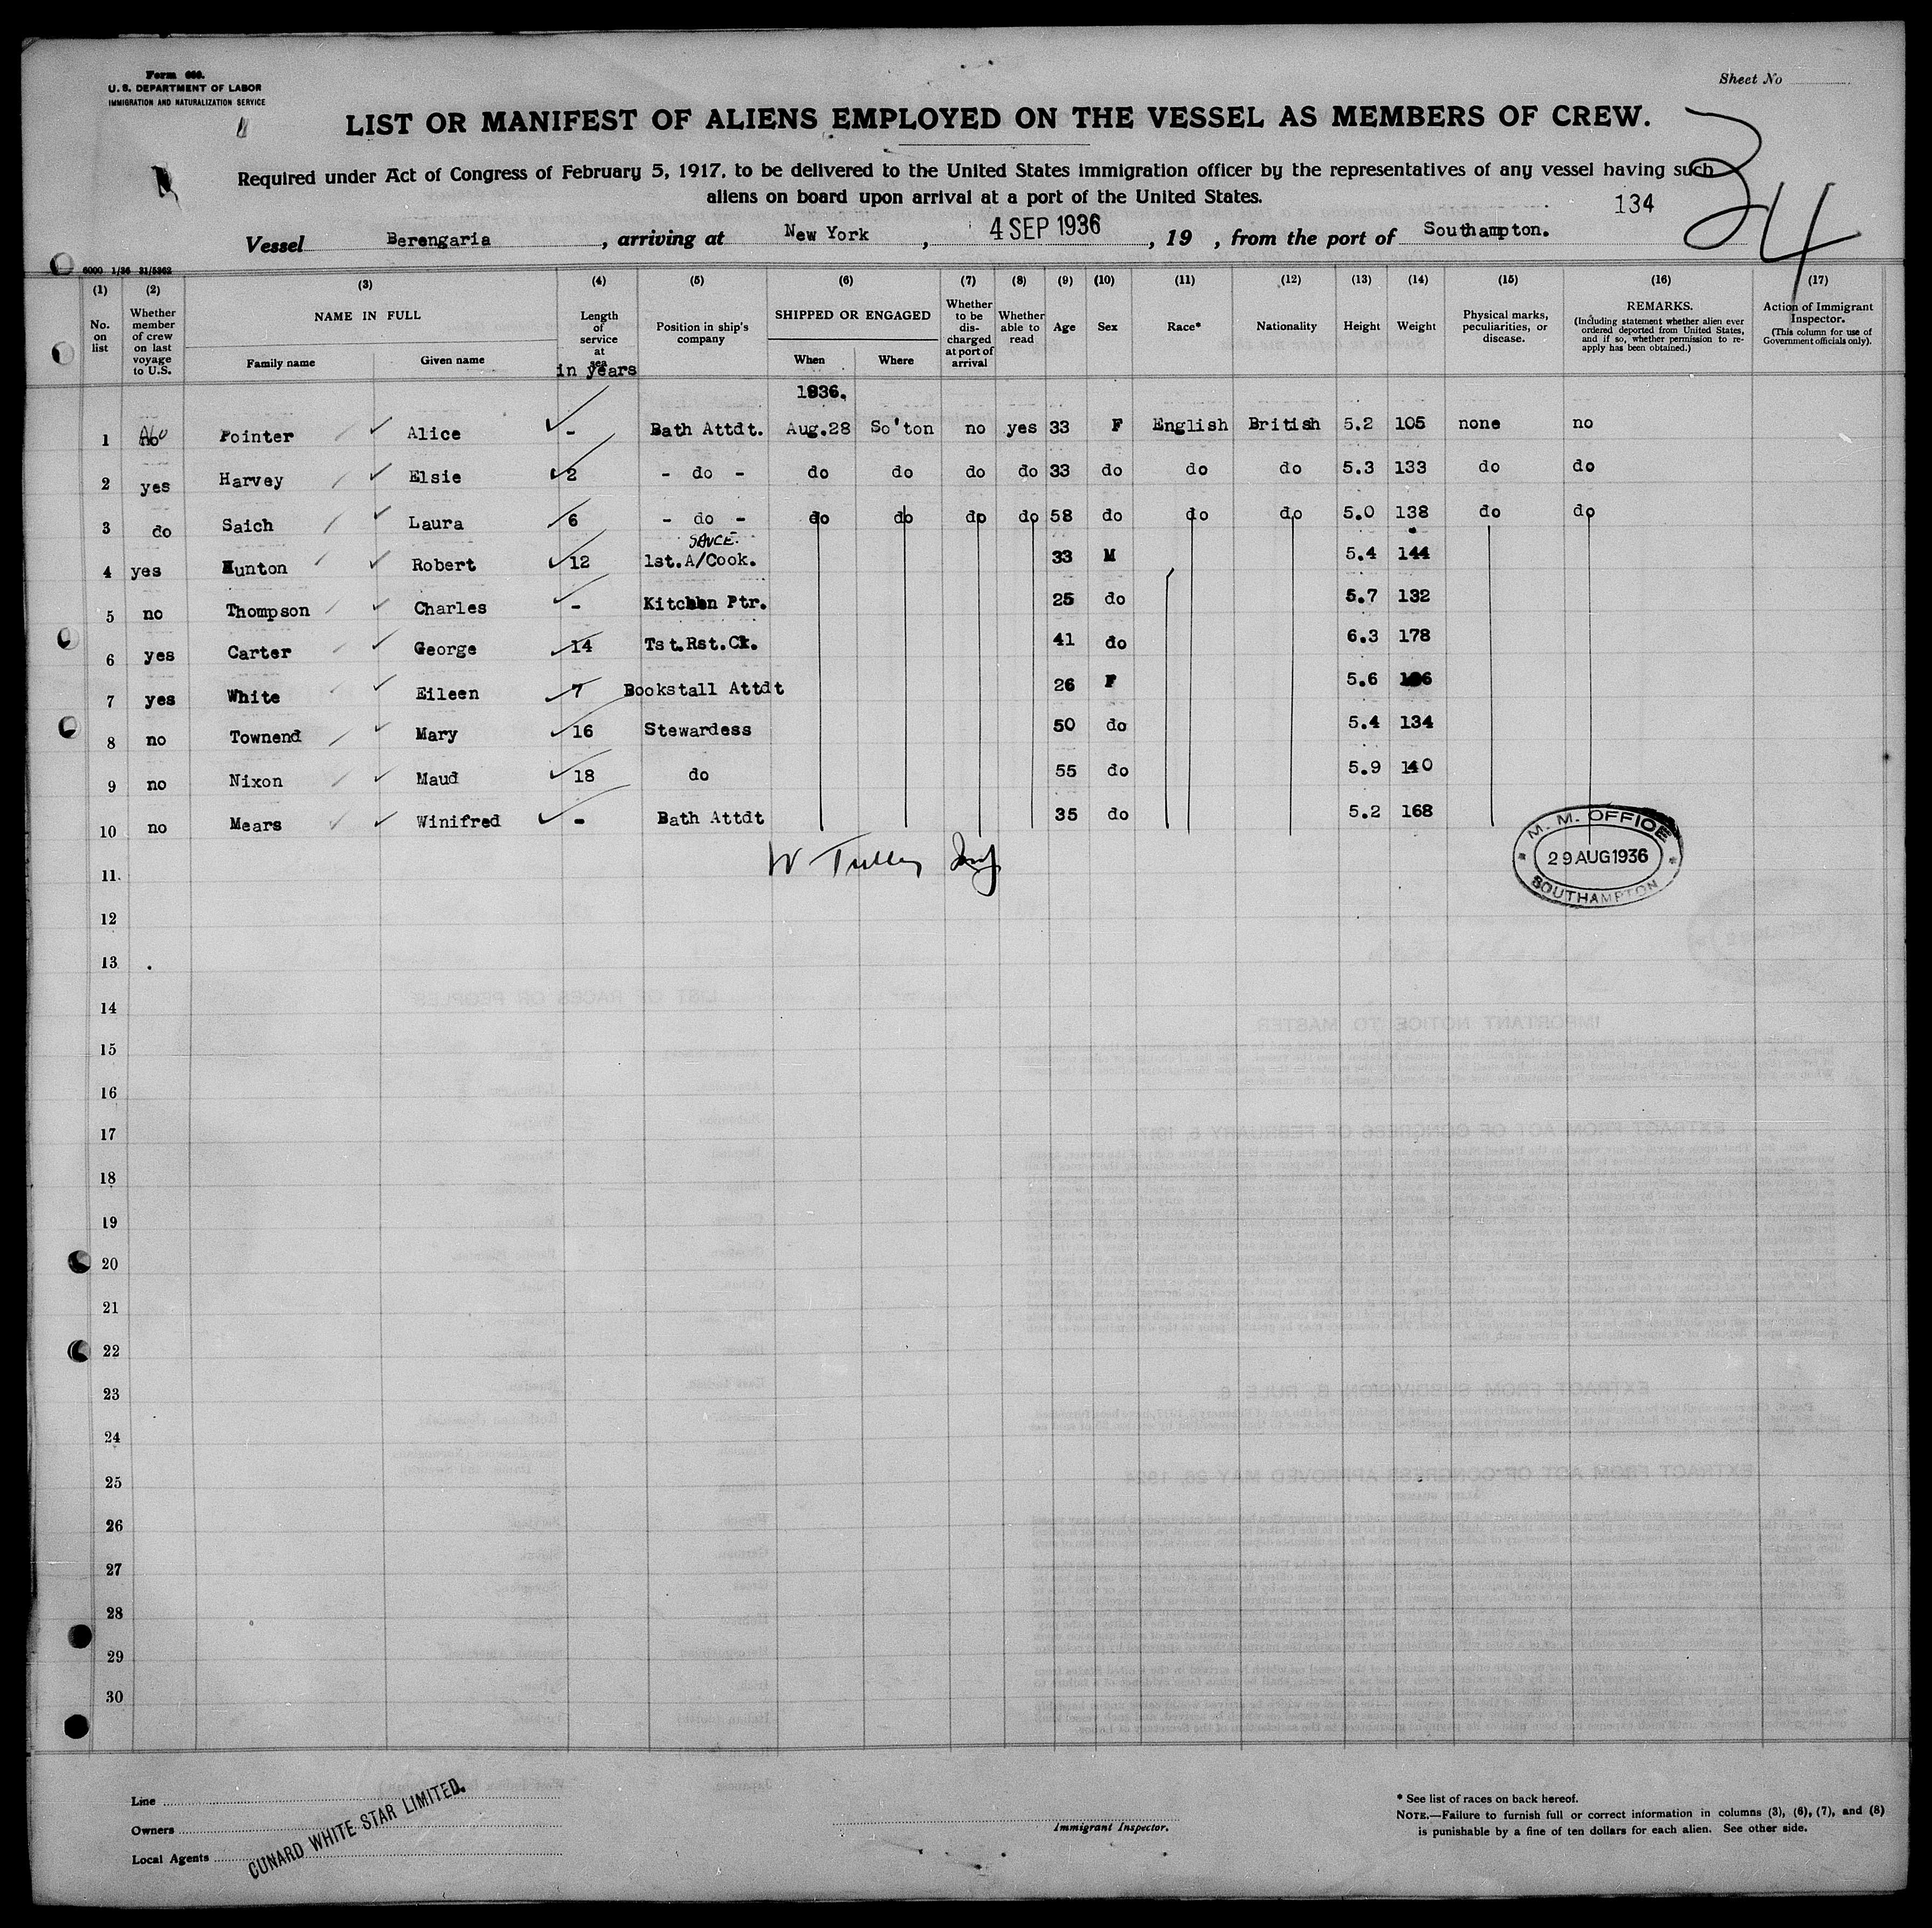 Form 680.
U. S. DEPARTMENT OF LABOR
IMMIGRATION AND NATURALIZATION SERVICE
Sheet No
LIST OR MANIFEST OF ALIENS EMPLOYED ON THE VESSEL AS MEMBERS OF CREW.
34
Required under Act of Congress of February 5, 1917, to be delivered to the United States immigration officer by the representatives of any vessel having such
aliens on board upon arrival at a port of the United States.
134
Vessel Berengaria, arriving at New York, 4 SEP 1936, 19 , from the port of Southampton.
6000 1/36 31/5362
(1) (2) (3) (4) (5) (6) (7) (8) (9) (10) (11) (12) (13) (14) (15) (16) (17)
No. on list
Whether member of crew on last voyage to U.S.
NAME IN FULL
Family name
Given name
Length of service at sea
in years
Position in ship's company
SHIPPED OR ENGAGED
When
Where
Whether to be discharged at port of arrival
Whether able to read
Age
Sex
Race*
Nationality
Height
Weight
Physical marks, peculiarities, or disease.
REMARKS.
(Including statement whether alien ever ordered deported from United States, and if so, whether permission to re-apply has been obtained.)
Action of Immigrant Inspector.
(This column for use of Government officials only).
1936.
1 no Pointer Alice - Bath Attdt. Aug.28 So'ton no yes 33 F English British 5.2 105 none no
2 yes Harvey Elsie 2 - do - do do do do 33 do do do 5.3 133 do do
3 do Saich Laura 6 - do - do do do do 58 do do do 5.0 138 do do
SAUCE.
4 yes Hunton Robert 12 1st.A/Cook. 33 M 5.4 144
5 no Thompson Charles - Kitchen Ptr. 25 do 5.7 132
6 yes Carter George 14 Tst.Rst.Ck. 41 do 6.3 178
7 yes White Eileen 7 Bookstall Attdt 26 F 5.6
8 no Townend Mary 16 Stewardess 50 do 5.4 134
9 no Nixon Maud 18 do 55 do 5.9 140
10 no Mears Winifred - Bath Attdt 35 do 5.2 168
W Tulley
M. M. OFFICE
29 AUG 1936
SOUTHAMPTON
11.
12
13
14
15
16
17
18
19
20
21
22
23
24
25
26
27
28
29
30
Line
Owners
Local Agents
CUNARD WHITE STAR LIMITED.
Immigrant Inspector.
* See list of races on back hereof.
NOTE.—Failure to furnish full or correct information in columns (3), (6), (7), and (8)
is punishable by a fine of ten dollars for each alien. See other side.